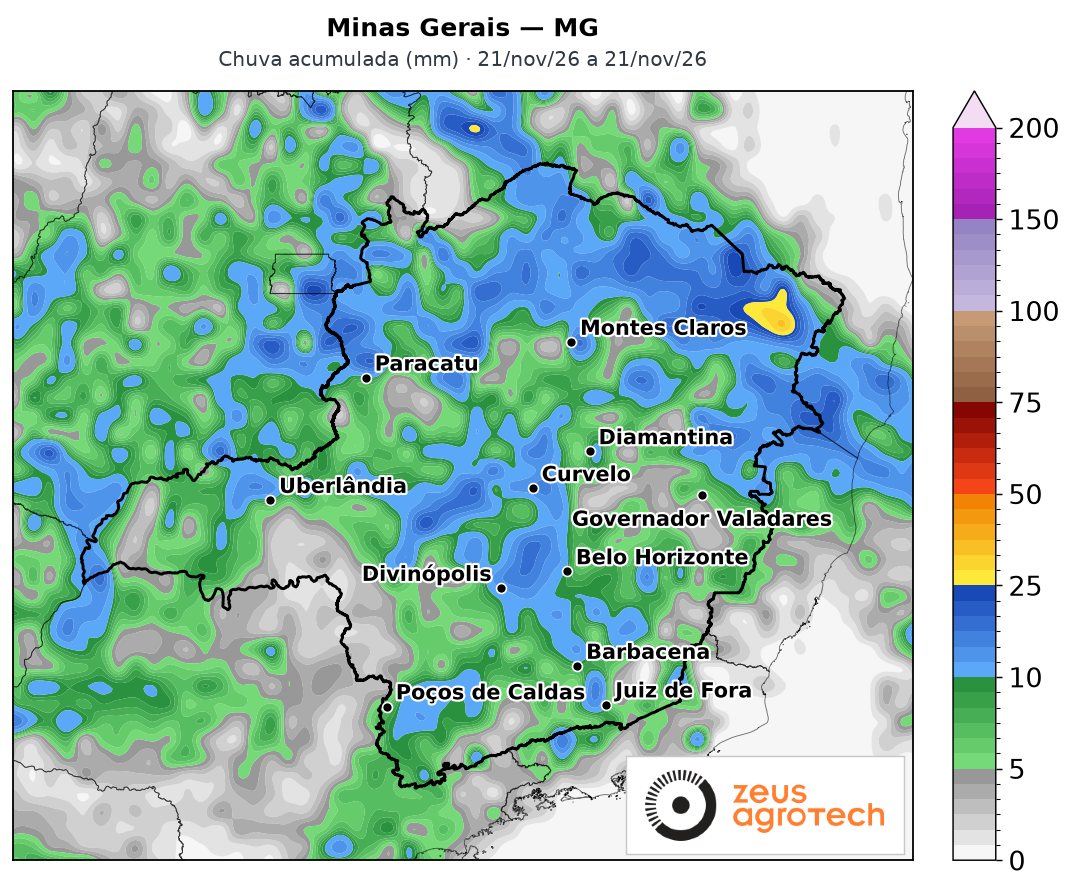 Minas Gerais — MG
Chuva acumulada (mm) · 21/nov/26 a 21/nov/26
200
150
100
75
50
25
10
5
0
Montes Claros
Paracatu
Diamantina
Curvelo
Uberlândia
Governador Valadares
Belo Horizonte
Divinópolis
Barbacena
Poços de Caldas
Juiz de Fora
zeus
agrotech